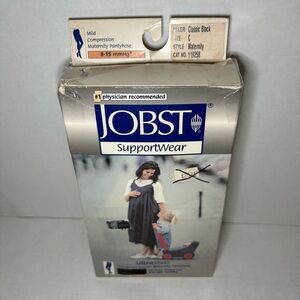 Mild
Compression
Maternity Pantyhose
8-15 mmHg*
COLOR Classic Black
SIZE C
STYLE Maternity
CAT NO.
#1 physician recommended
JOBST®
SupportWear
Ultra